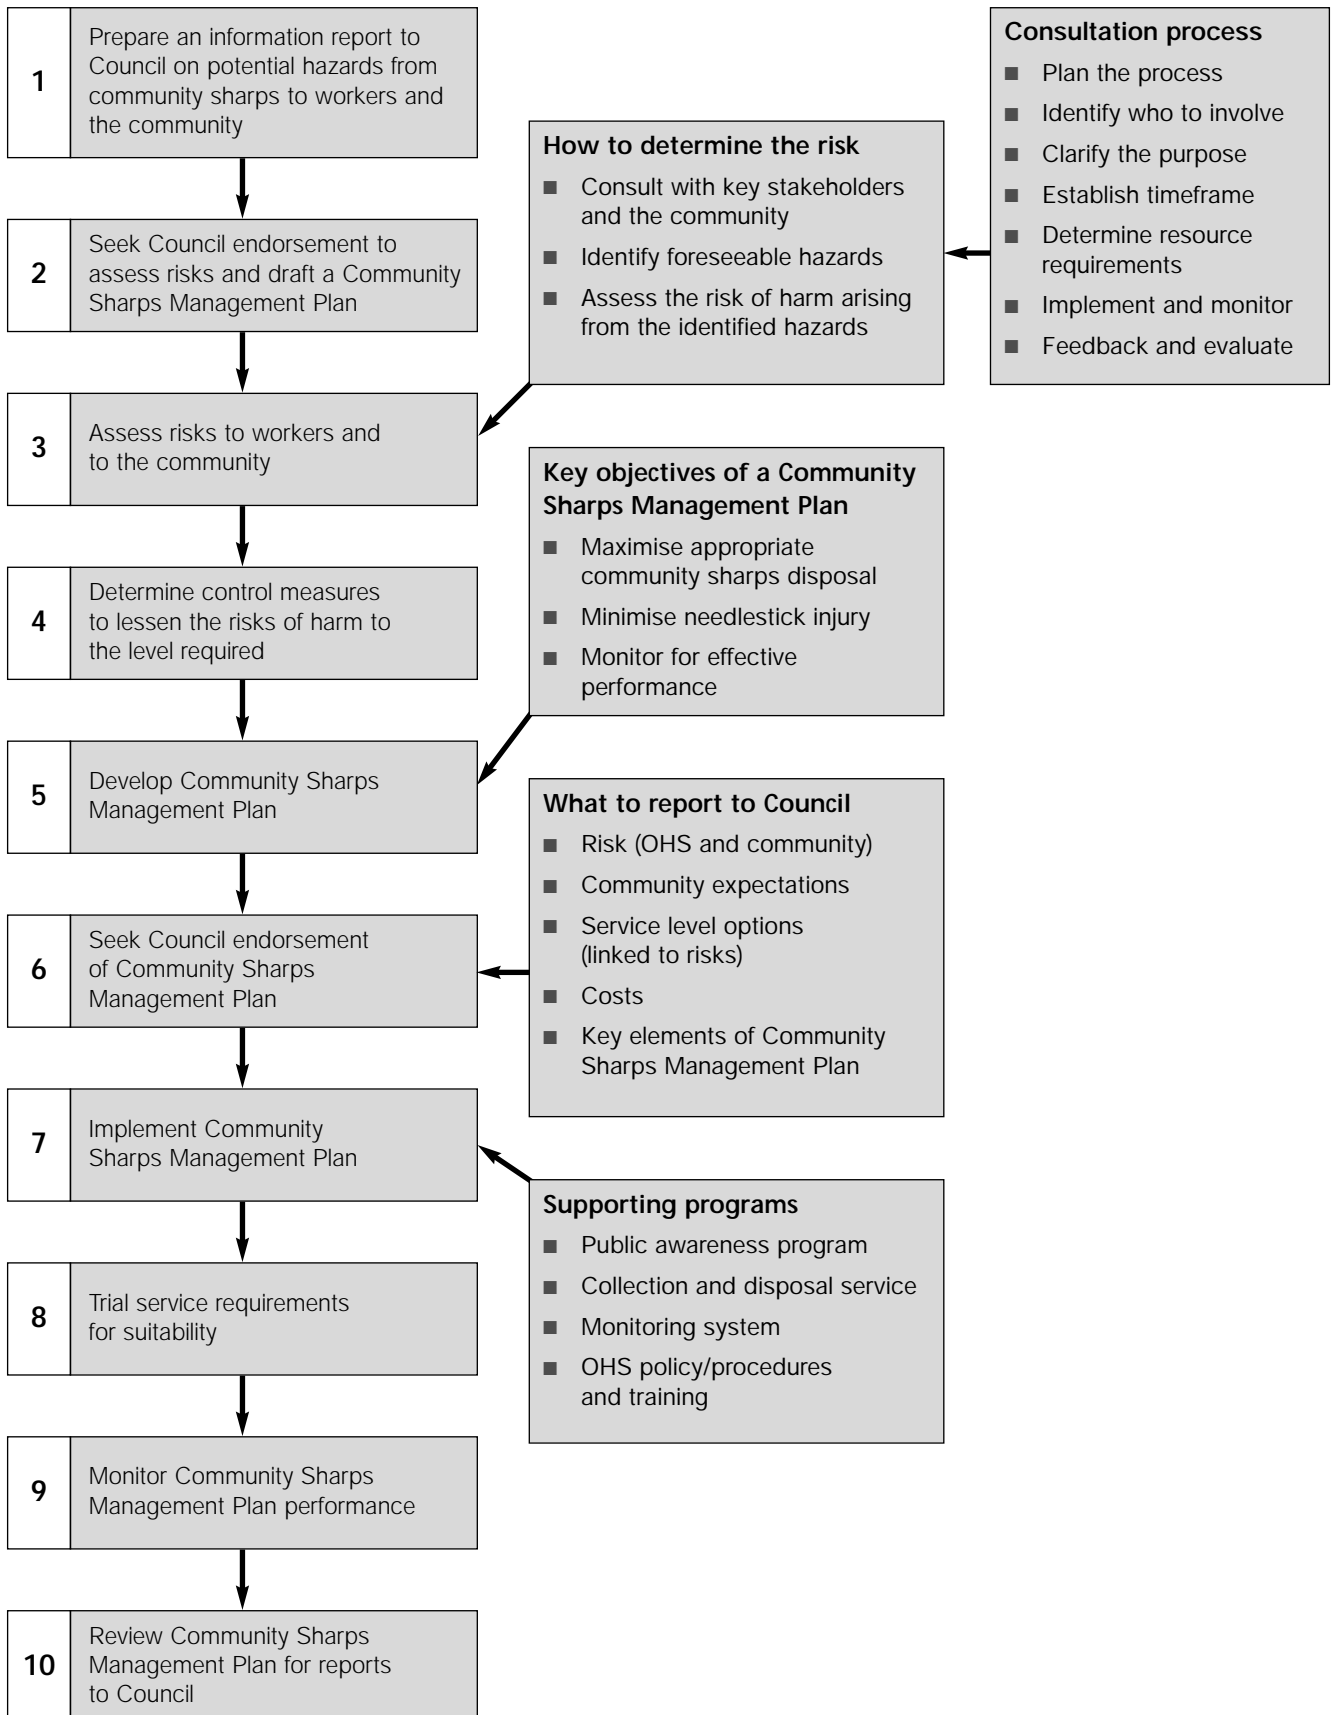 1
Prepare an information report to
Council on potential hazards from
community sharps to workers and
the community
2
Seek Council endorsement to
assess risks and draft a Community
Sharps Management Plan
3
Assess risks to workers and
to the community
4
Determine control measures
to lessen the risks of harm to
the level required
5
Develop Community Sharps
Management Plan
6
Seek Council endorsement
of Community Sharps
Management Plan
7
Implement Community
Sharps Management Plan
8
Trial service requirements
for suitability
9
Monitor Community Sharps
Management Plan performance
10
Review Community Sharps
Management Plan for reports
to Council
How to determine the risk
■ Consult with key stakeholders
and the community
■ Identify foreseeable hazards
■ Assess the risk of harm arising
from the identified hazards
Key objectives of a Community
Sharps Management Plan
■ Maximise appropriate
community sharps disposal
■ Minimise needlestick injury
■ Monitor for effective
performance
What to report to Council
■ Risk (OHS and community)
■ Community expectations
■ Service level options
(linked to risks)
■ Costs
■ Key elements of Community
Sharps Management Plan
Supporting programs
■ Public awareness program
■ Collection and disposal service
■ Monitoring system
■ OHS policy/procedures
and training
Consultation process
■ Plan the process
■ Identify who to involve
■ Clarify the purpose
■ Establish timeframe
■ Determine resource
requirements
■ Implement and monitor
■ Feedback and evaluate